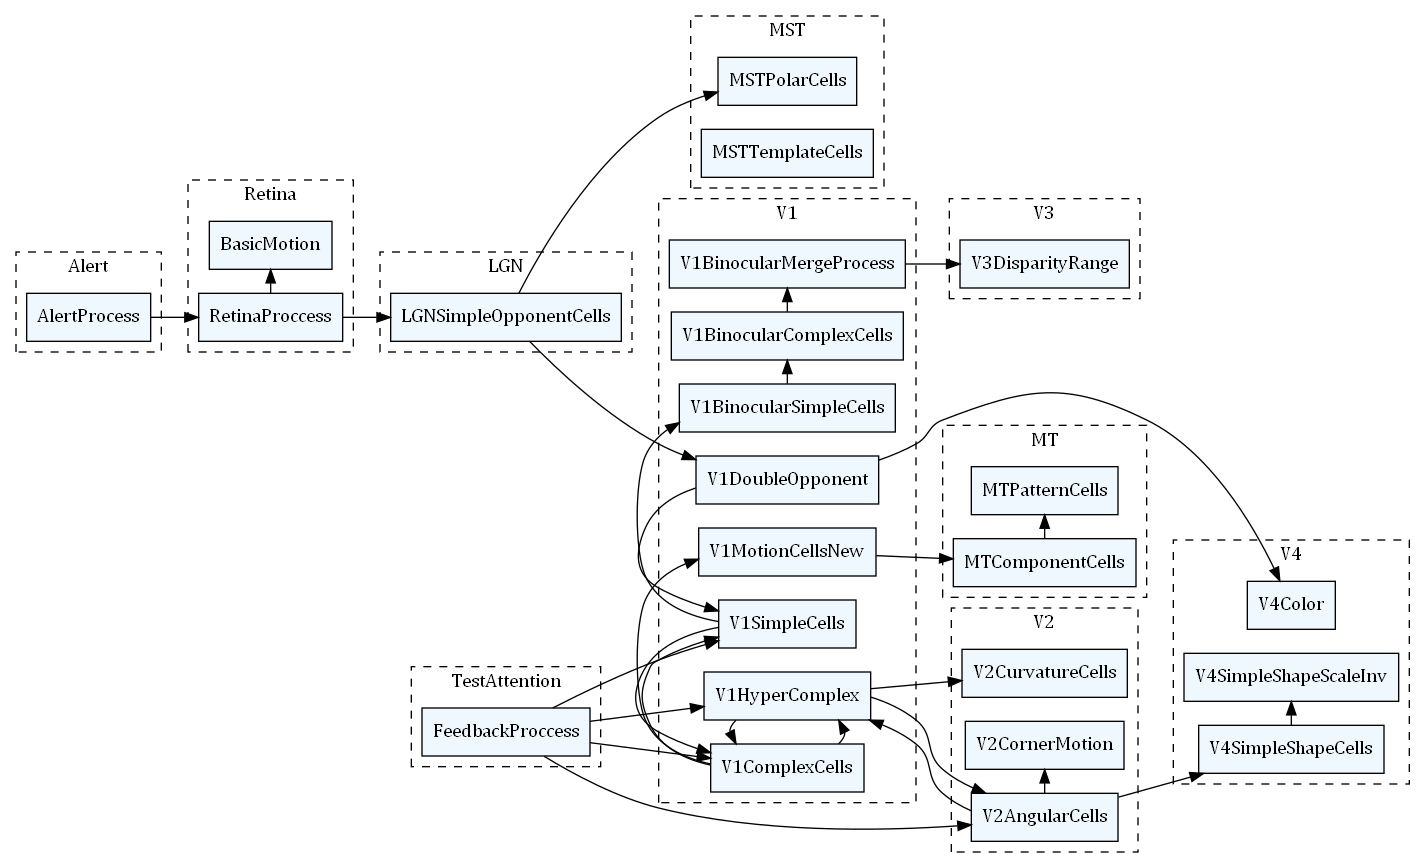 MST
MSTPolarCells
MSTTemplateCells
Retina
BasicMotion
RetinaProccess
Alert
AlertProcess
LGN
LGNSimpleOpponentCells
V1
V1BinocularMergeProcess
V1BinocularComplexCells
V1BinocularSimpleCells
V1DoubleOpponent
V1MotionCellsNew
V1SimpleCells
V1HyperComplex
V1ComplexCells
V3
V3DisparityRange
MT
MTPatternCells
MTComponentCells
TestAttention
FeedbackProccess
V2
V2CurvatureCells
V2CornerMotion
V2AngularCells
V4
V4Color
V4SimpleShapeScaleInv
V4SimpleShapeCells